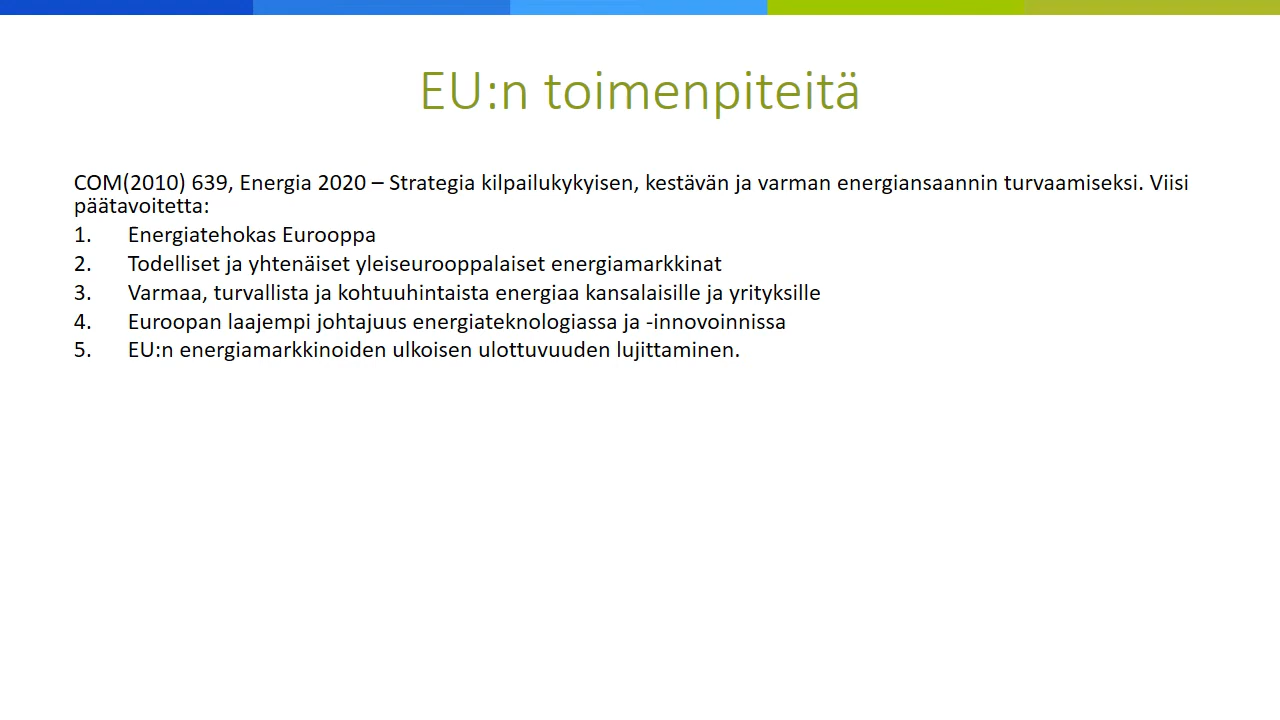 EU:n toimenpiteitä
COM(2010) 639, Energia 2020 – Strategia kilpailukykyisen, kestävän ja varman energiansaannin turvaamiseksi. Viisi
päätavoitetta:
1. Energiatehokas Eurooppa
2. Todelliset ja yhtenäiset yleiseurooppalaiset energiamarkkinat
3. Varmaa, turvallista ja kohtuuhintaista energiaa kansalaisille ja yrityksille
4. Euroopan laajempi johtajuus energiateknologiassa ja -innovoinnissa
5. EU:n energiamarkkinoiden ulkoisen ulottuvuuden lujittaminen.